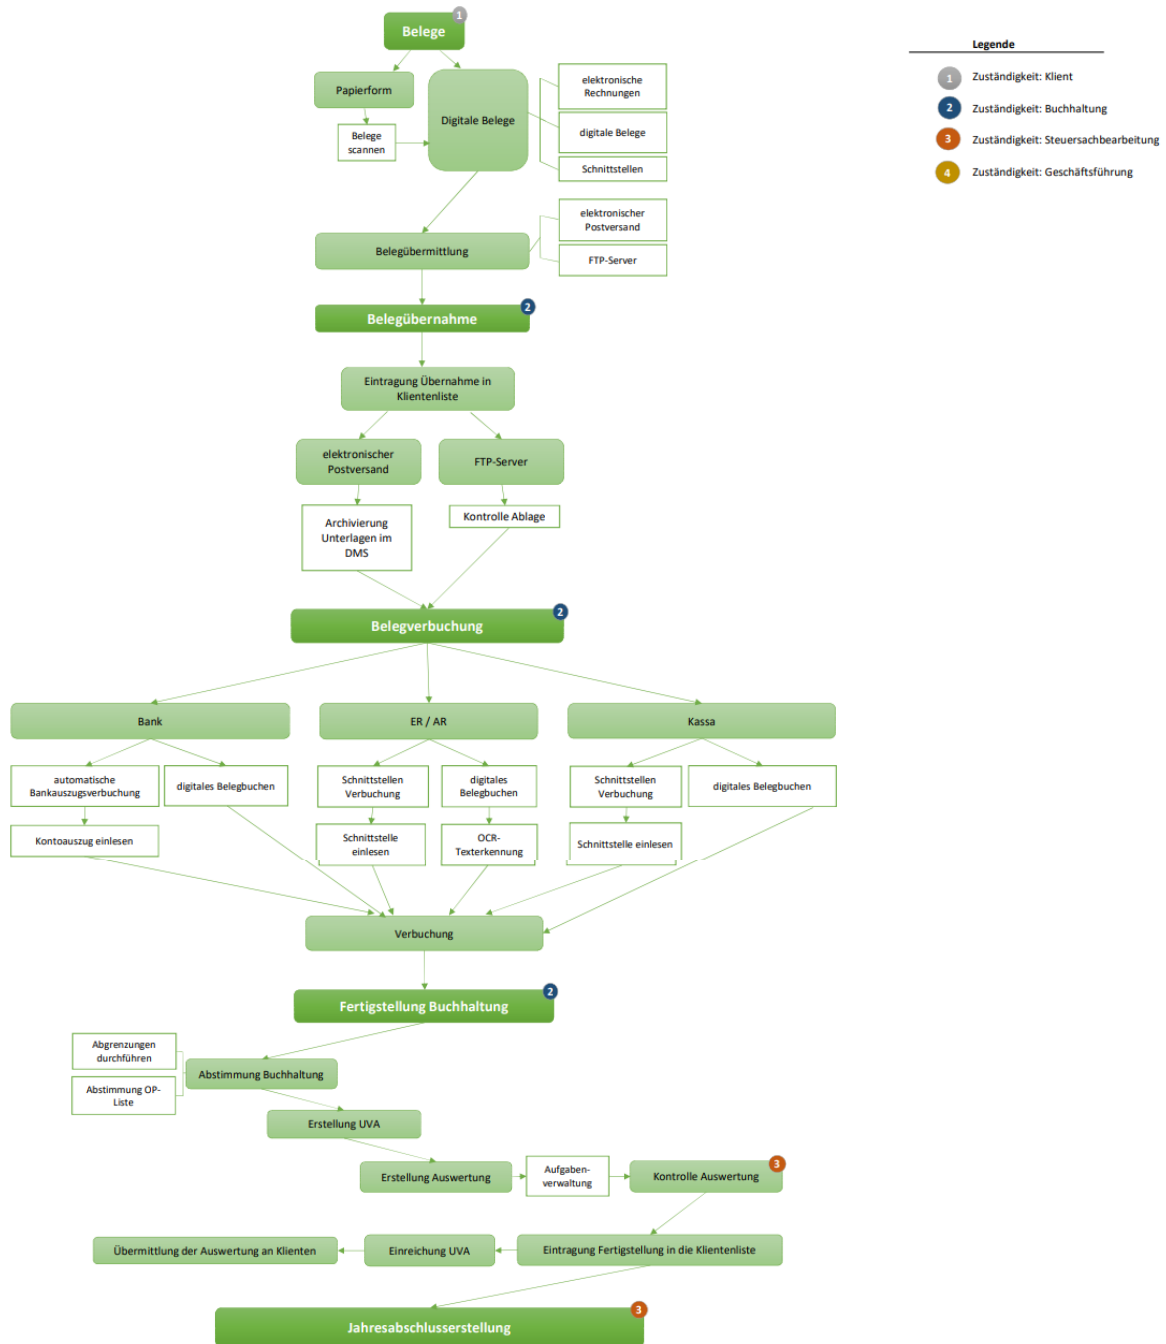 1
Belege
Legende
Papierform
Digitale Belege
elektronische
Rechnungen
1 Zuständigkeit: Klient
2 Zuständigkeit: Buchhaltung
Belege
scannen
digitale Belege
3 Zuständigkeit: Steuersachbearbeitung
Schnittstellen
4 Zuständigkeit: Geschäftsführung
elektronischer
Postversand
Belegübermittlung
FTP-Server
2
Belegübernahme
Eintragung Übernahme in
Klientenliste
elektronischer
Postversand
FTP-Server
Archivierung
Unterlagen im
DMS
Kontrolle Ablage
2
Belegverbuchung
Bank
ER / AR
Kassa
automatische
Bankauszugsverbuchung
digitales Belegbuchen
Schnittstellen
Verbuchung
digitales
Belegbuchen
Schnittstellen
Verbuchung
digitales Belegbuchen
Kontoauszug einlesen
Schnittstelle
einlesen
OCR-
Texterkennung
Schnittstelle einlesen
Verbuchung
2
Fertigstellung Buchhaltung
Abgrenzungen
durchführen
Abstimmung Buchhaltung
Abstimmung OP-
Liste
Erstellung UVA
Erstellung Auswertung
Aufgaben-
verwaltung
3
Kontrolle Auswertung
Übermittlung der Auswertung an Klienten
Einreichung UVA
Eintragung Fertigstellung in die Klientenliste
3
Jahresabschlusserstellung